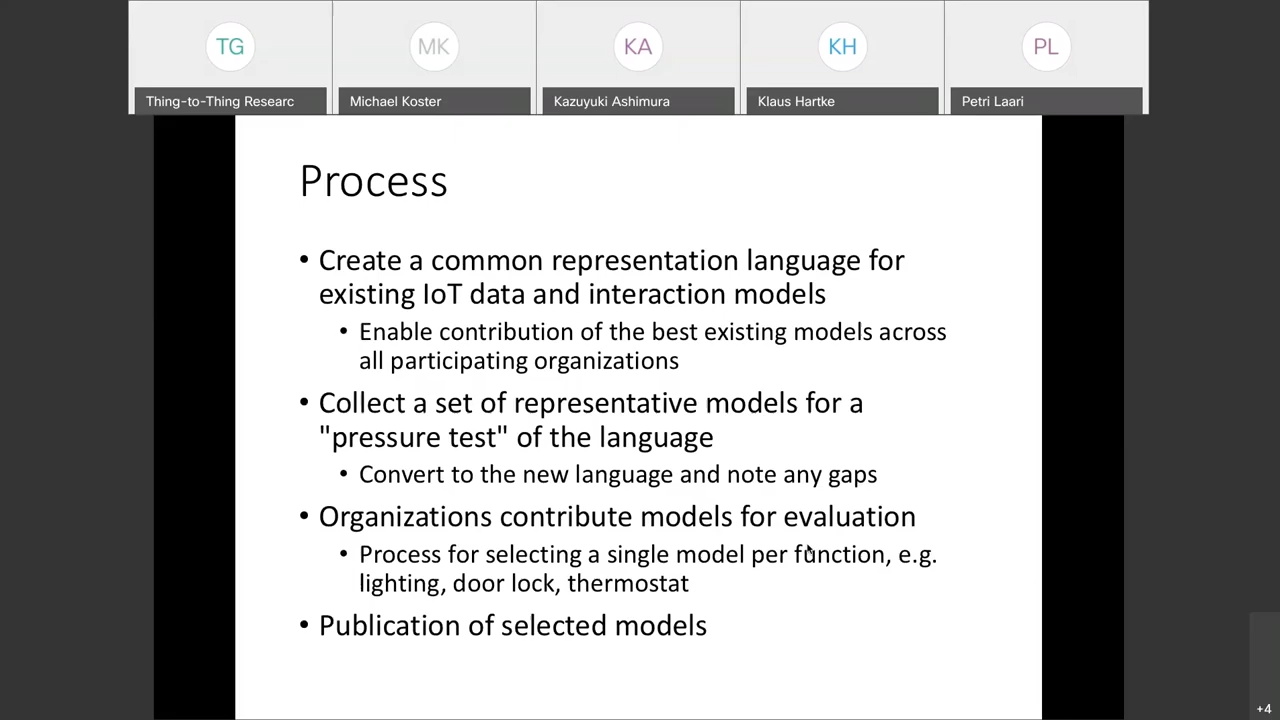 TG
MK
KA
KH
PL
Thing-to-Thing Researc
Michael Koster
Kazuyuki Ashimura
Klaus Hartke
Petri Laari
Process
• Create a common representation language for
existing IoT data and interaction models
• Enable contribution of the best existing models across
all participating organizations
• Collect a set of representative models for a
"pressure test" of the language
• Convert to the new language and note any gaps
• Organizations contribute models for evaluation
• Process for selecting a single model per function, e.g.
lighting, door lock, thermostat
• Publication of selected models
+4